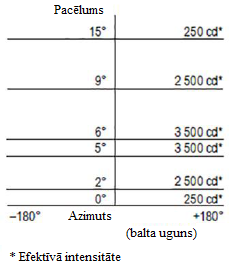 Pacēlums
15° 250 cd*
9° 2 500 cd*
6° 3 500 cd*
5° 3 500 cd*
2° 2 500 cd*
0° 250 cd*
–180° Azimuts +180°
(balta uguns)
* Efektīvā intensitāte